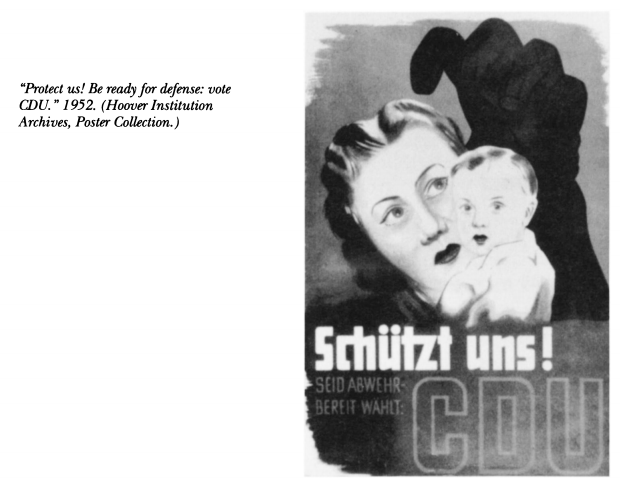 “Protect us! Be ready for defense: vote
CDU.” 1952. (Hoover Institution
Archives, Poster Collection.)
Schützt uns!
SEID ABWEHR-
BEREIT WÄHLT:
CDU